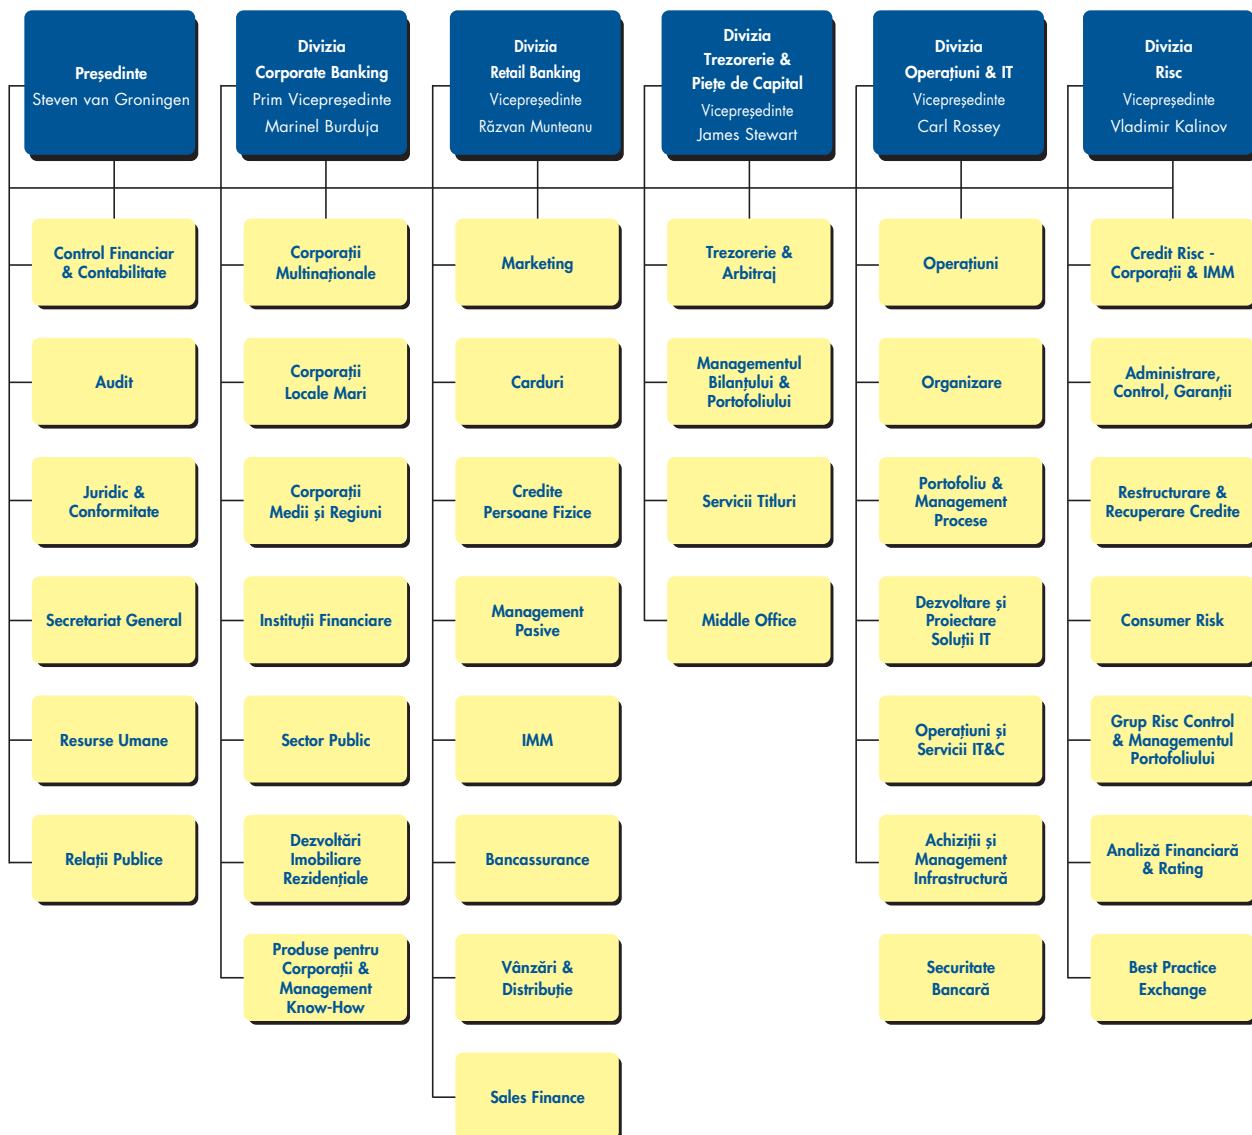 Președinte
Steven van Groningen
Divizia
Corporate Banking
Prim Vicepreședinte
Marinel Burduja
Divizia
Retail Banking
Vicepreședinte
Răzvan Munteanu
Divizia
Trezorerie &
Piețe de Capital
Vicepreședinte
James Stewart
Divizia
Operațiuni & IT
Vicepreședinte
Carl Rossey
Divizia
Risc
Vicepreședinte
Vladimir Kalinov
Control Financiar
& Contabilitate
Corporații
Multinaționale
Marketing
Trezorerie &
Arbitraj
Operațiuni
Credit Risc -
Corporații & IMM
Audit
Corporații
Locale Mari
Carduri
Managementul
Bilanțului &
Portofoliului
Organizare
Administrare,
Control, Garanții
Juridic &
Conformitate
Corporații
Medii și Regiuni
Credite
Persoane Fizice
Servicii Titluri
Portofoliu &
Management
Procese
Restructurare &
Recuperare Credite
Secretariat General
Instituții Financiare
Management
Pasive
Middle Office
Dezvoltare și
Proiectare
Soluții IT
Consumer Risk
Resurse Umane
Sector Public
IMM
Operațiuni și
Servicii IT&C
Grup Risc Control
& Managementul
Portofoliului
Relații Publice
Dezvoltări
Imobiliare
Rezidențiale
Bancassurance
Achiziții și
Management
Infrastructură
Analiză Financiară
& Rating
Produse pentru
Corporații &
Management
Know-How
Vânzări &
Distribuție
Securitate
Bancară
Best Practice
Exchange
Sales Finance